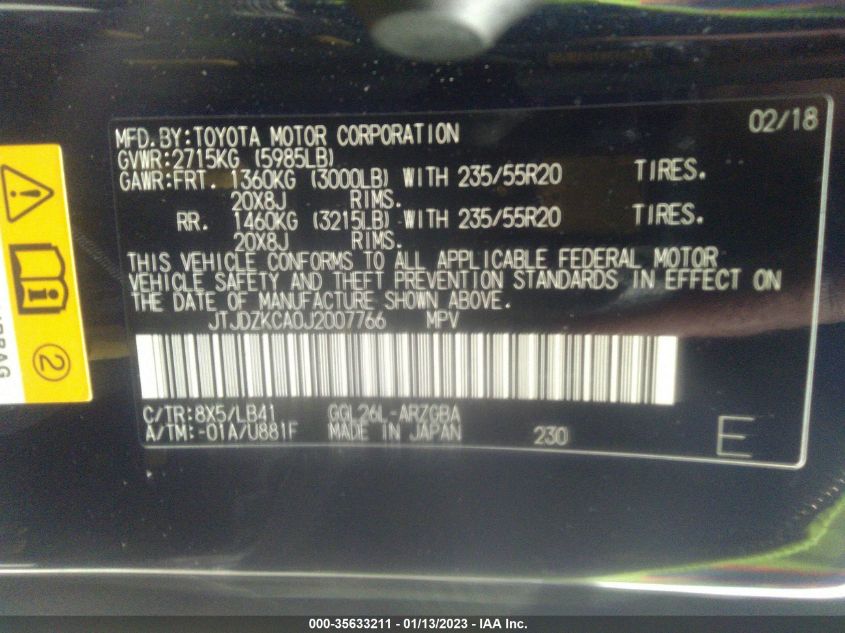 02/18
MFD.BY:TOYOTA MOTOR CORPORATION
GVWR:2715KG (5985LB)
GAWR:FRT. 1360KG (3000LB) WITH 235/55R20 TIRES.
20X8J RIMS.
RR. 1460KG (3215LB) WITH 235/55R20 TIRES.
20X8J RIMS.
THIS VEHICLE CONFORMS TO ALL APPLICABLE FEDERAL MOTOR
VEHICLE SAFETY AND THEFT PREVENTION STANDARDS IN EFFECT ON
THE DATE OF MANUFACTURE SHOWN ABOVE.
JTJDZKCA0J2007766 MPV
C/TR:8X5/LB41 GGL26L-ARZGBA
A/TM:-01A/U881F MADE IN JAPAN 230 E
2
000-35633211 - 01/13/2023 - IAA Inc.